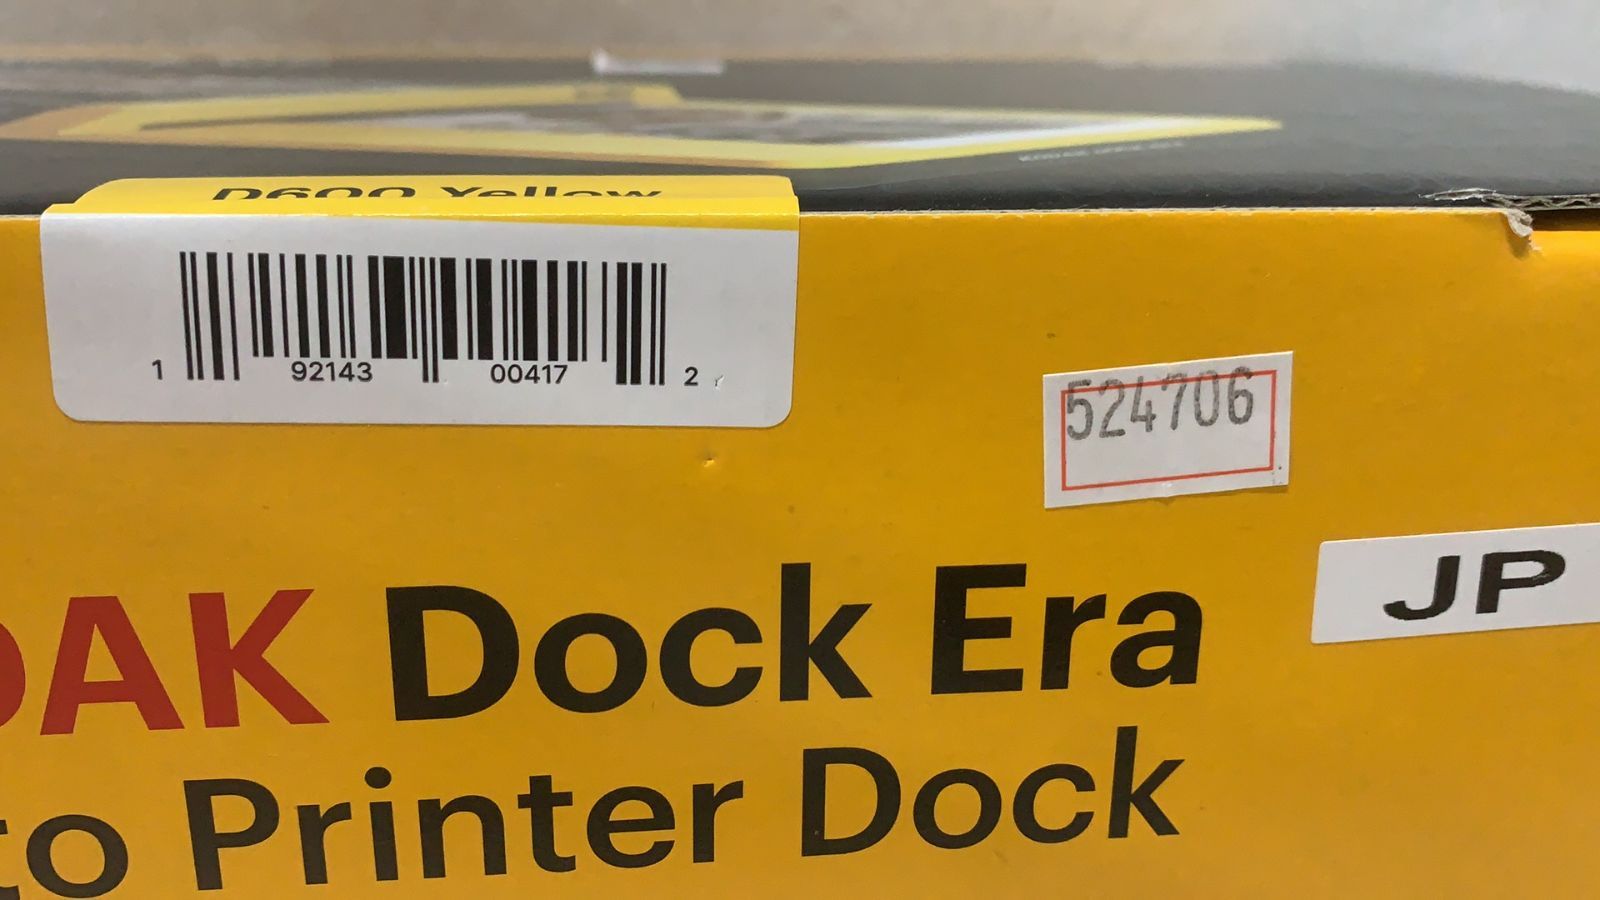 D600 Yellow
1 92143 00417 2
524706
JP
DAK Dock Era
to Printer Dock